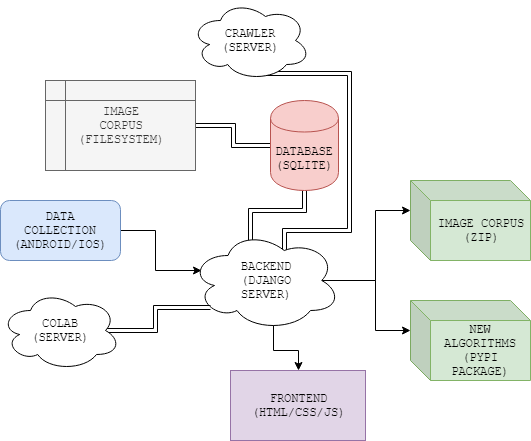 CRAWLER
(SERVER)
IMAGE
CORPUS
(FILESYSTEM)
DATABASE
(SQLITE)
DATA
COLLECTION
(ANDROID/IOS)
IMAGE CORPUS
(ZIP)
BACKEND
(DJANGO
SERVER)
COLAB
(SERVER)
NEW
ALGORITHMS
(PYPI
PACKAGE)
FRONTEND
(HTML/CSS/JS)